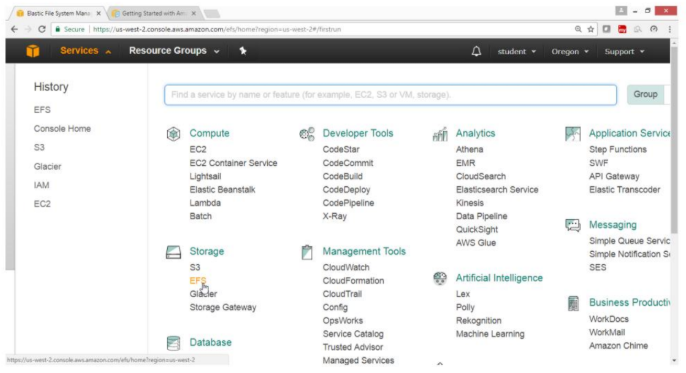 Elastic File System Mana
Getting Started with Am
Secure | https://us-west-2.console.aws.amazon.com/efs/home?region=us-west-2#/firstrun
Services
Resource Groups
student
Oregon
Support
History
EFS
Console Home
S3
Glacier
IAM
EC2
Find a service by name or feature (for example, EC2, S3 or VM, storage).
Group
Compute
EC2
EC2 Container Service
Lightsail
Elastic Beanstalk
Lambda
Batch
Storage
S3
EFS
Glacier
Storage Gateway
Database
Developer Tools
CodeStar
CodeCommit
CodeBuild
CodeDeploy
CodePipeline
X-Ray
Management Tools
CloudWatch
CloudFormation
CloudTrail
Config
OpsWorks
Service Catalog
Trusted Advisor
Managed Services
Analytics
Athena
EMR
CloudSearch
Elasticsearch Service
Kinesis
Data Pipeline
QuickSight
AWS Glue
Artificial Intelligence
Lex
Polly
Rekognition
Machine Learning
Application Service
Step Functions
SWF
API Gateway
Elastic Transcoder
Messaging
Simple Queue Servic
Simple Notification S
SES
Business Productiv
WorkDocs
WorkMail
Amazon Chime
https://us-west-2.console.aws.amazon.com/efs/home?region=us-west-2